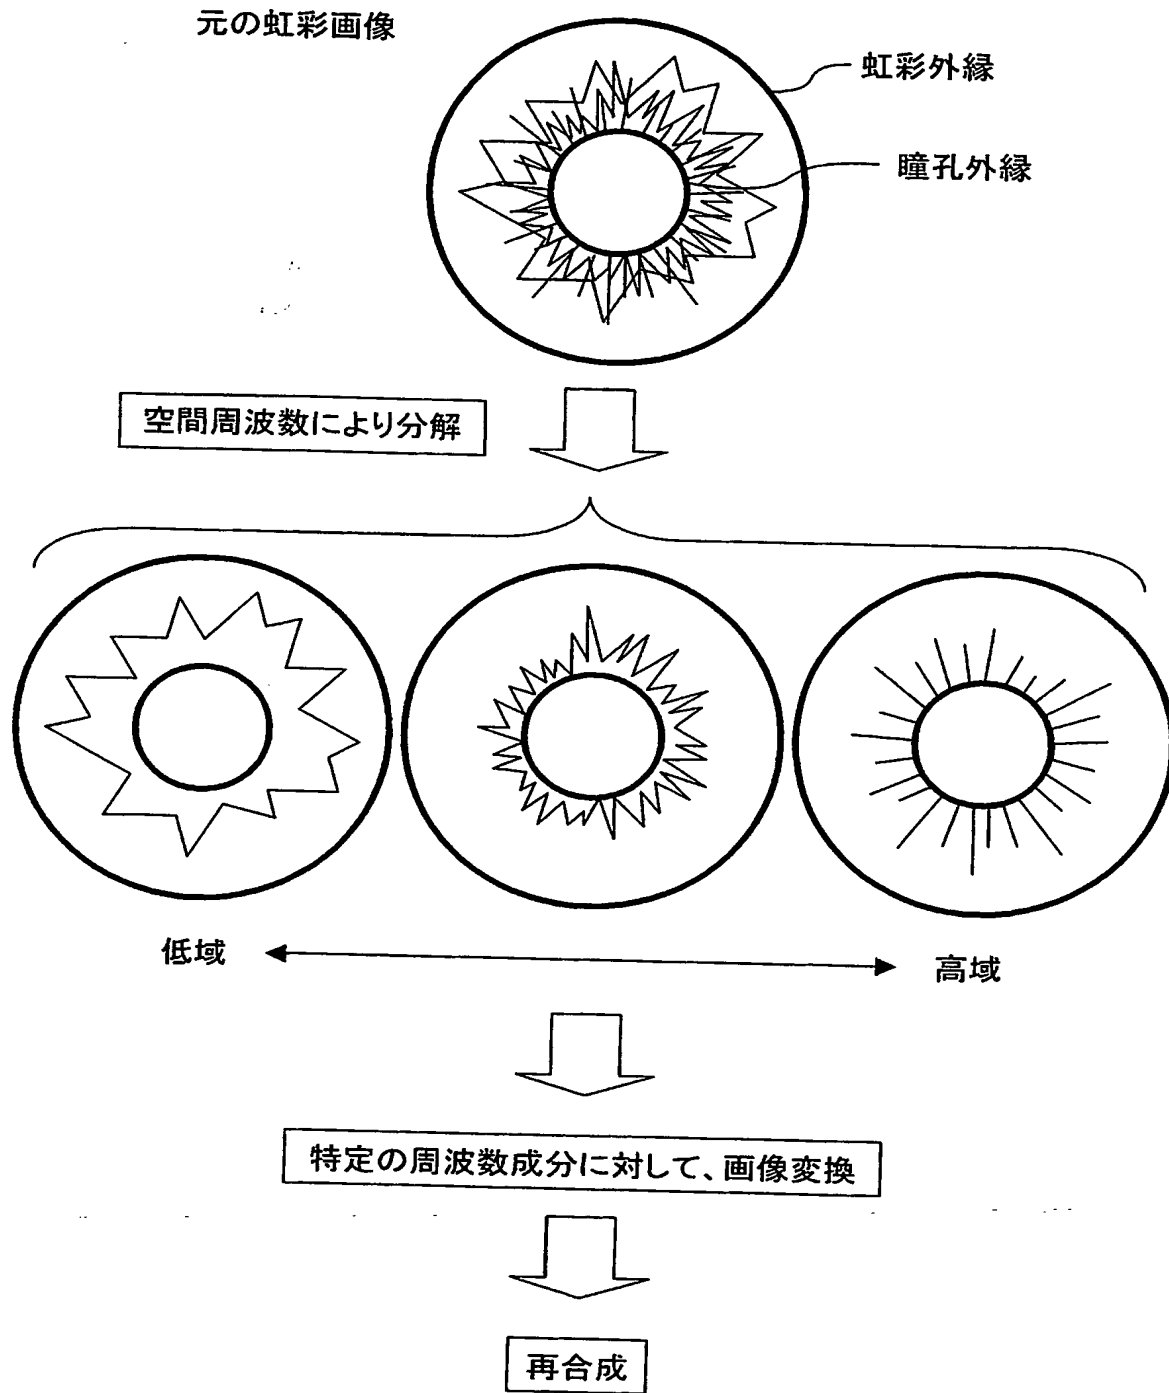 元の虹彩画像
虹彩外縁
瞳孔外縁
空間周波数により分解
低域
高域
特定の周波数成分に対して、画像変換
再合成